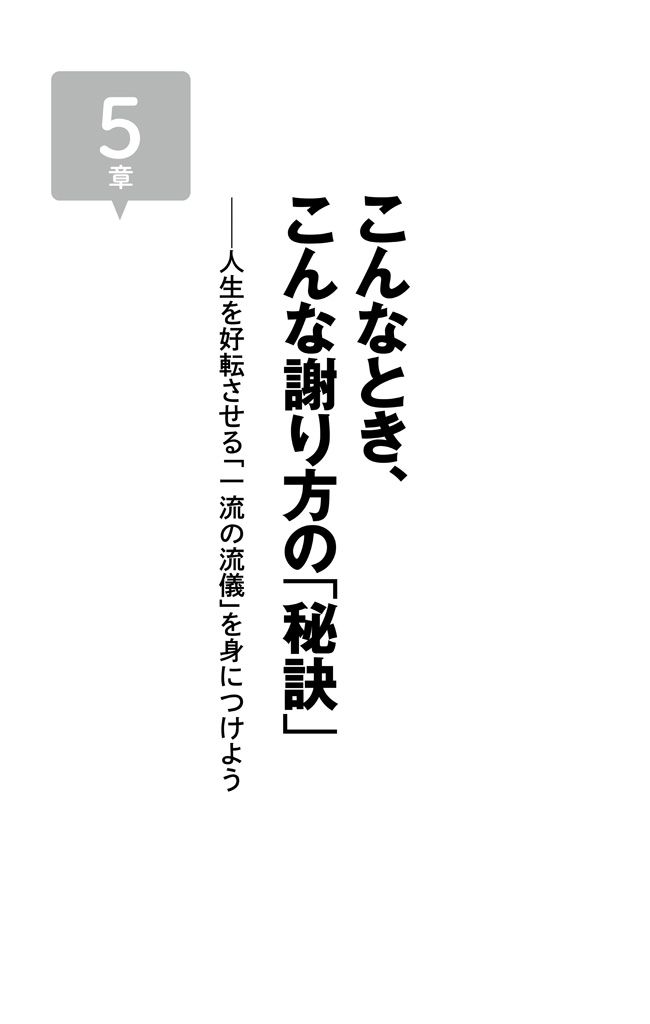 5
章
こんなとき、
こんな謝り方の「秘訣」
――人生を好転させる「一流の流儀」を身につけよう